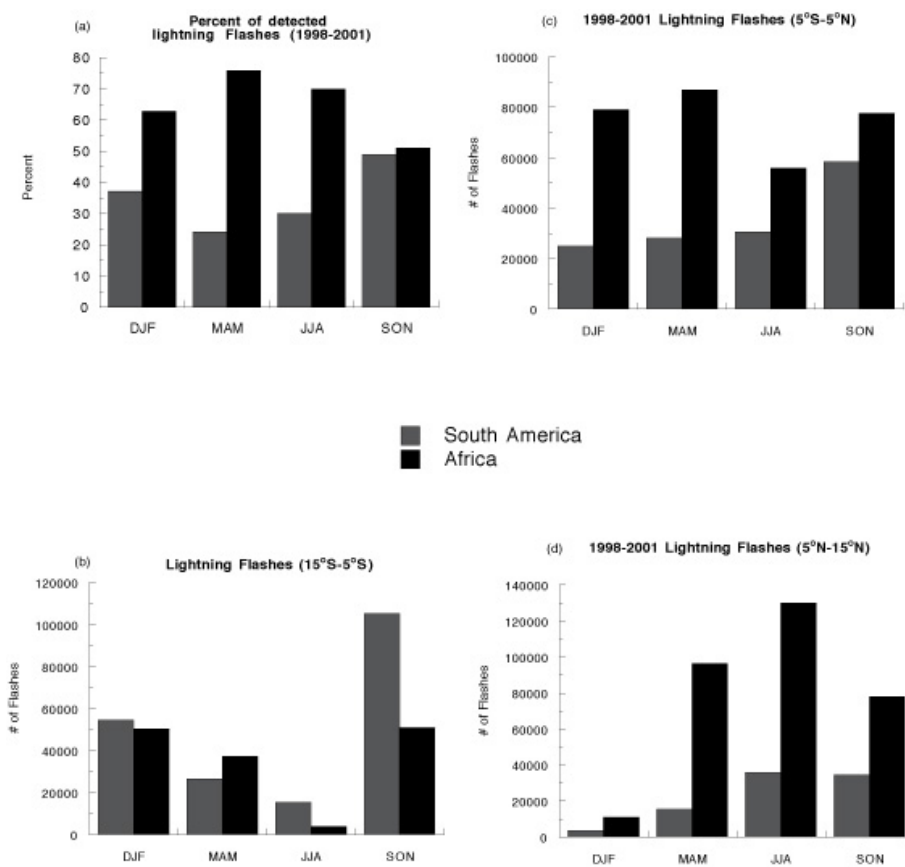 (a)
Percent of detected
lightning Flashes (1998-2001)
80
70
60
50
40
30
20
10
0
Percent
DJF MAM JJA SON
(c)
1998-2001 Lightning Flashes (5°S-5°N)
100000
80000
60000
40000
20000
0
# of Flashes
DJF MAM JJA SON
South America
Africa
(b)
Lightning Flashes (15°S-5°S)
120000
100000
80000
60000
40000
20000
0
# of Flashes
DJF MAM JJA SON
(d)
1998-2001 Lightning Flashes (5°N-15°N)
140000
120000
100000
80000
60000
40000
20000
0
# of Flashes
DJF MAM JJA SON